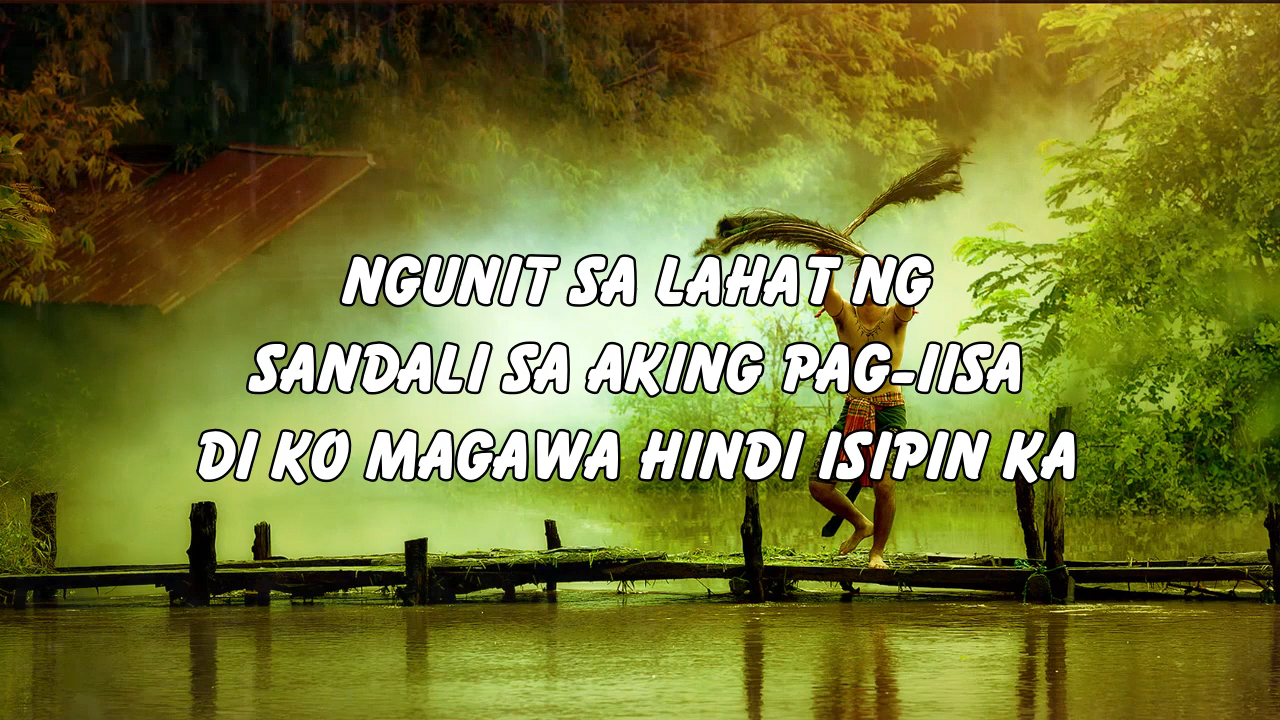 NGUNIT SA LAHAT NG
SANDALI SA AKING PAG-IISA
DI KO MAGAWA HINDI ISIPIN KA